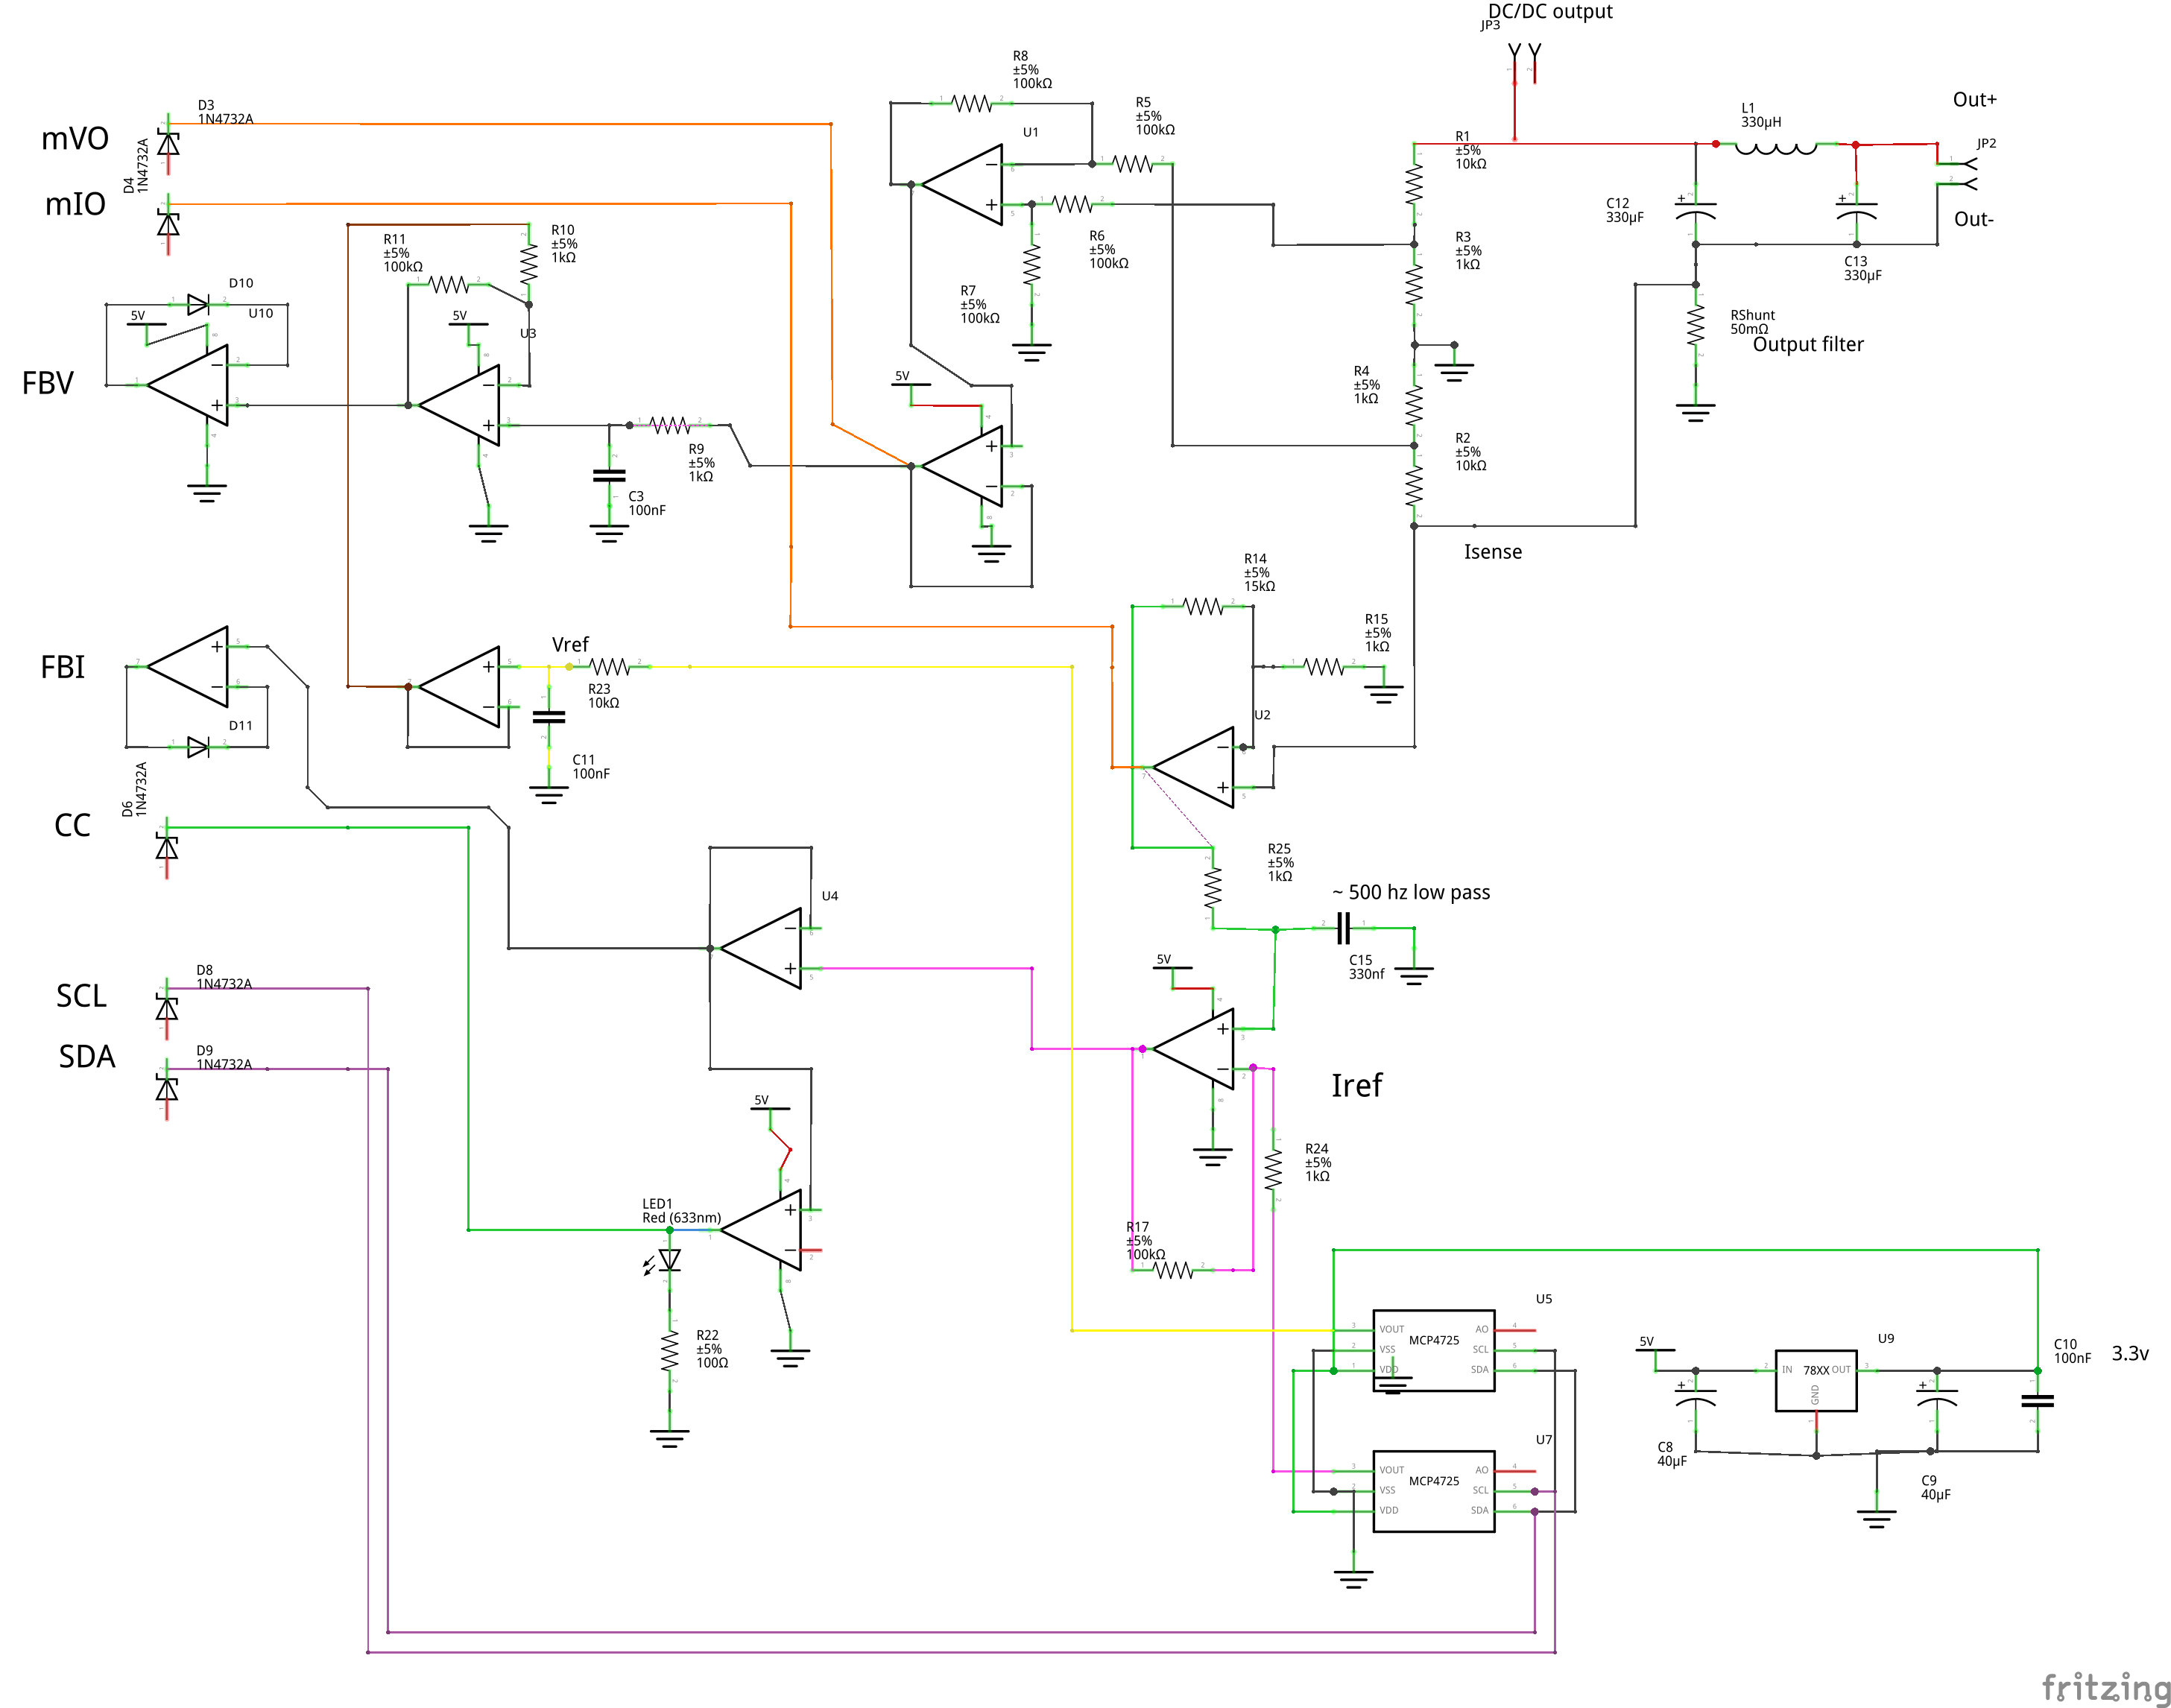 DC/DC output
JP3
R8
±5%
100kΩ
R5
±5%
100kΩ
U1
D3
1N4732A
mVO
D4
1N4732A
mIO
R1
±5%
10kΩ
L1
330μH
Out+
JP2
Out-
C12
330μF
C13
330μF
R3
±5%
1kΩ
R6
±5%
100kΩ
R7
±5%
100kΩ
R10
±5%
1kΩ
R11
±5%
100kΩ
D10
U10
5V
5V
U3
FBV
RShunt
50mΩ
Output filter
R4
±5%
1kΩ
5V
R2
±5%
10kΩ
R9
±5%
1kΩ
C3
100nF
Isense
R14
±5%
15kΩ
R15
±5%
1kΩ
Vref
FBI
R23
10kΩ
D11
U2
C11
100nF
D6
1N4732A
CC
R25
±5%
1kΩ
U4
~ 500 hz low pass
C15
330nf
5V
D8
1N4732A
SCL
D9
1N4732A
SDA
Iref
5V
R24
±5%
1kΩ
LED1
Red (633nm)
R17
±5%
100kΩ
R22
±5%
100Ω
U5
MCP4725
VOUT
VSS
VDD
AO
SCL
SDA
U7
MCP4725
VOUT
VSS
VDD
AO
SCL
SDA
5V
U9
IN
78XX
OUT
GND
C10
100nF
3.3v
C8
40μF
C9
40μF
fritzing